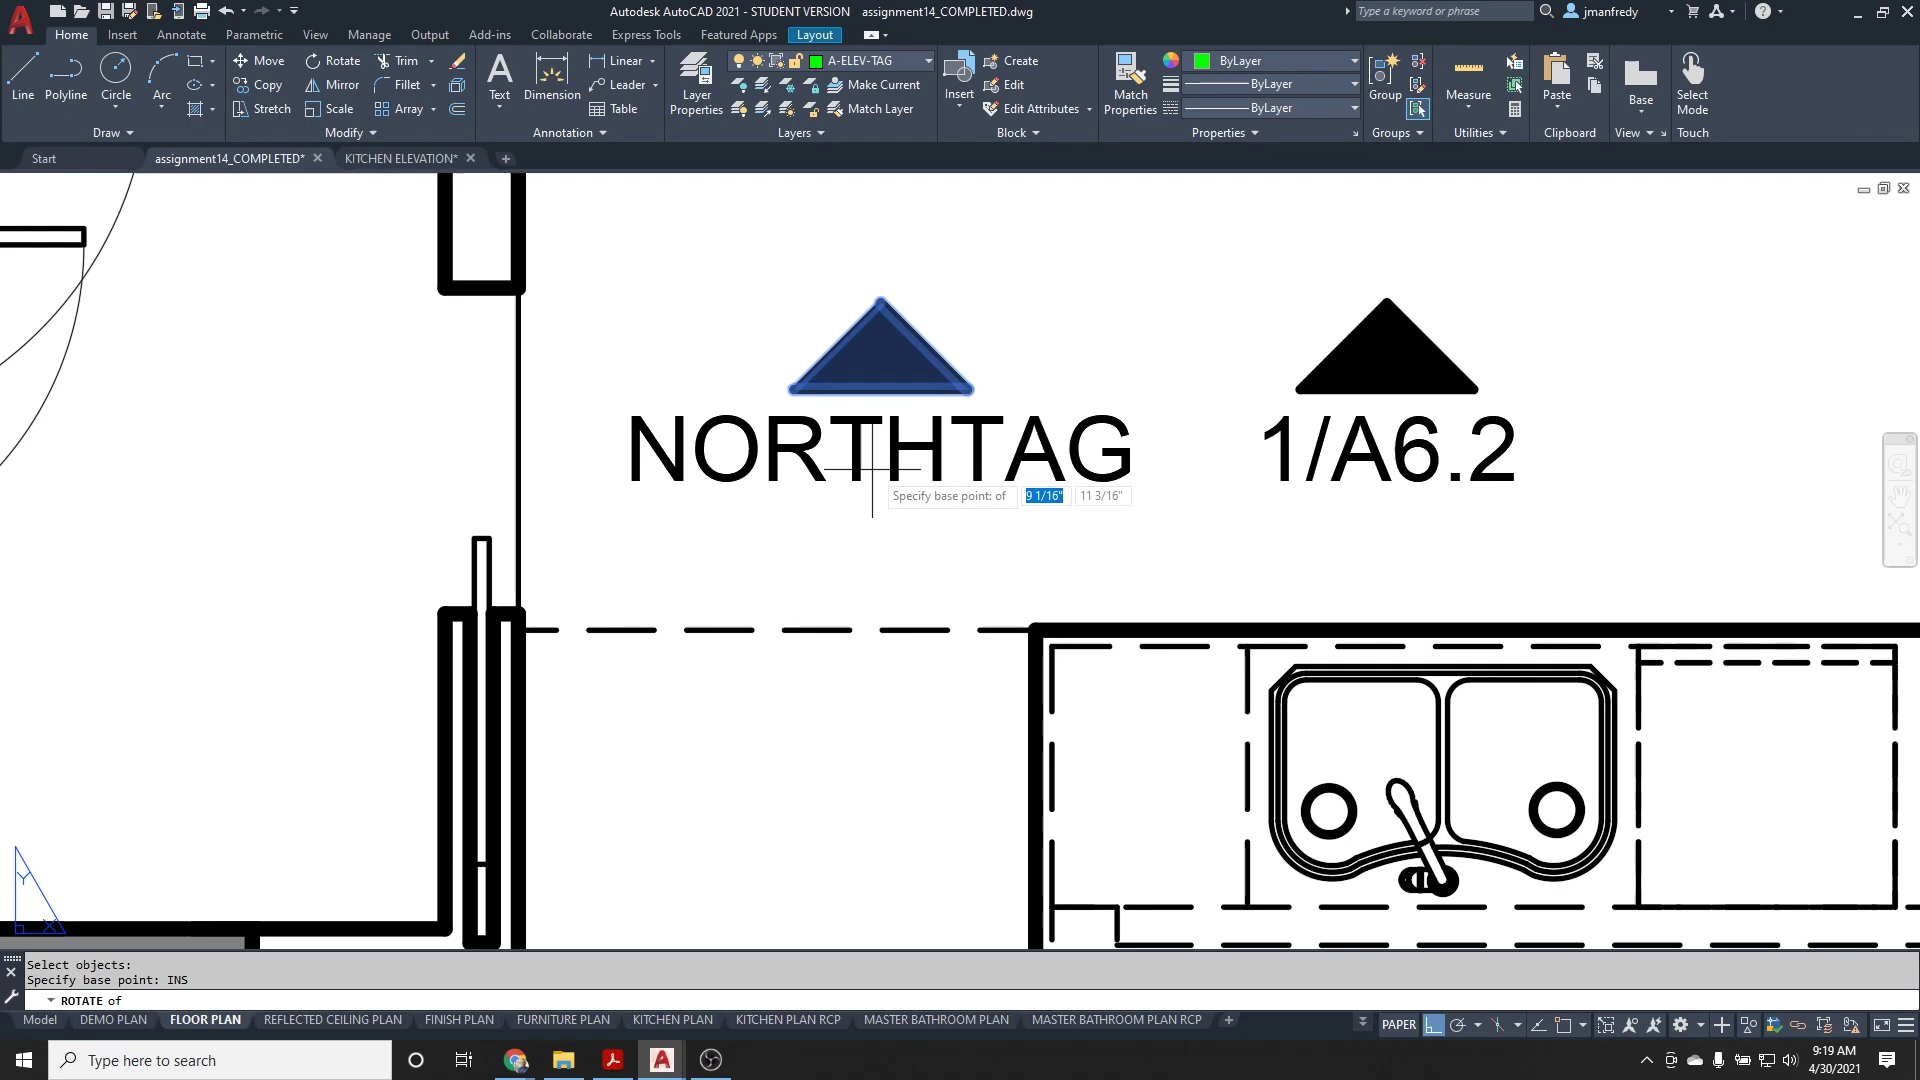 Autodesk AutoCAD 2021 - STUDENT VERSION assignment14_COMPLETED.dwg
Type a keyword or phrase
jmanfredy
Home Insert Annotate Parametric View Manage Output Add-ins Collaborate Express Tools Featured Apps Layout
Line Polyline Circle Arc
Draw
Move Rotate Trim
Copy Mirror Fillet
Stretch Scale Array
Modify
Text Dimension
Linear
Leader
Table
Annotation
Layer Properties
A-ELEV-TAG
Make Current
Match Layer
Layers
Insert
Create
Edit
Edit Attributes
Block
Match Properties
ByLayer
ByLayer
ByLayer
Properties
Group
Groups
Measure
Utilities
Paste
Clipboard
Base
View
Select Mode
Touch
Start assignment14_COMPLETED* KITCHEN ELEVATION*
NORTHTAG 1/A6.2
Specify base point: of 9 1/16" 11 3/16"
Y
X
Select objects:
Specify base point: INS
ROTATE of
Model DEMO PLAN FLOOR PLAN REFLECTED CEILING PLAN FINISH PLAN FURNITURE PLAN KITCHEN PLAN KITCHEN PLAN RCP MASTER BATHROOM PLAN MASTER BATHROOM PLAN RCP
PAPER
Type here to search
9:19 AM
4/30/2021